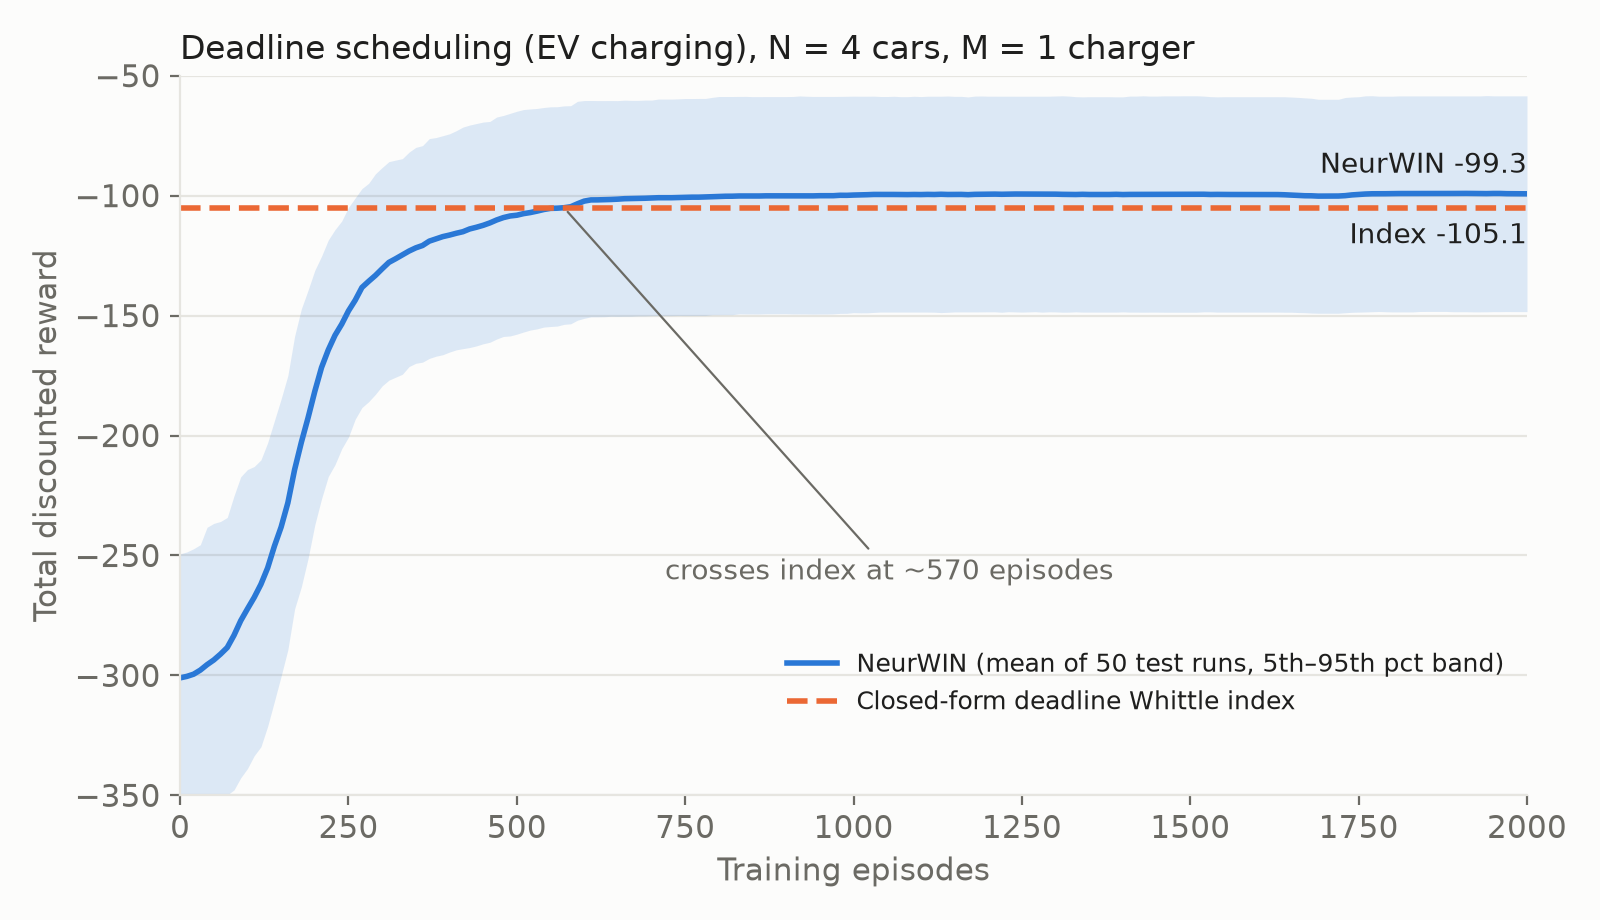 Deadline scheduling (EV charging), N = 4 cars, M = 1 charger
Total discounted reward
−50
−100
−150
−200
−250
−300
−350
NeurWIN -99.3
Index -105.1
crosses index at ~570 episodes
NeurWIN (mean of 50 test runs, 5th–95th pct band)
Closed-form deadline Whittle index
0 250 500 750 1000 1250 1500 1750 2000
Training episodes